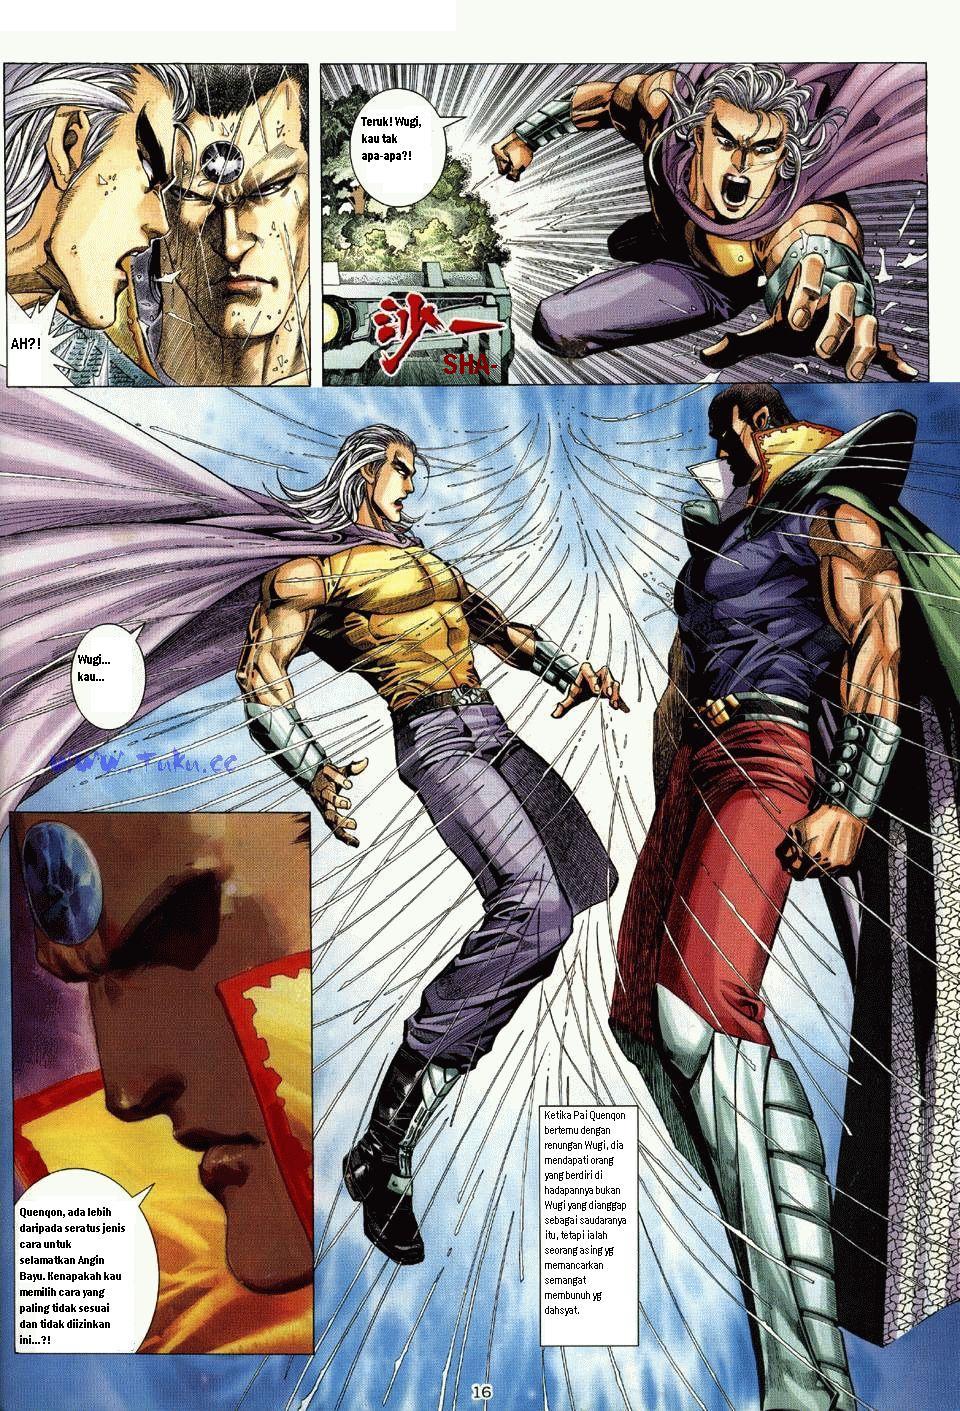 AH?!
Teruk! Wugi,
kau tak
apa-apa?!
沙一
SHA-
Wugi...
kau...
www.Tuku.cc
Quenqon, ada lebih
daripada seratus jenis
cara untuk
selamatkan Angin
Bayu. Kenapakah kau
memilih cara yang
paling tidak sesuai
dan tidak diizinkan
ini...?!
Ketika Pai Quenqon
bertemu dengan
renungan Wugi, dia
mendapati orang
yang berdiri di
hadapannya bukan
Wugi yang dianggap
sebagai saudaranya
itu, tetapi ialah
seorang asing yg
memancarkan
semangat
membunuh yg
dahsyat.
16